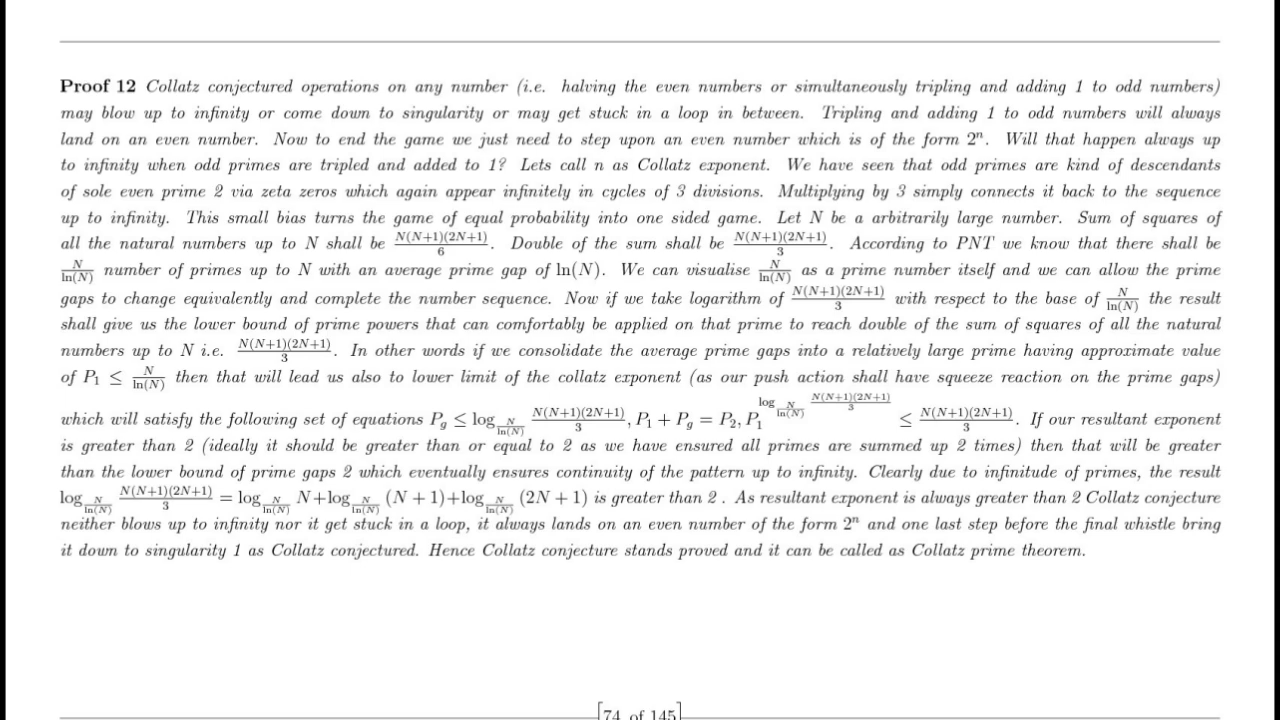 Proof 12 Collatz conjectured operations on any number (i.e. halving the even numbers or simultaneously tripling and adding 1 to odd numbers)
may blow up to infinity or come down to singularity or may get stuck in a loop in between. Tripling and adding 1 to odd numbers will always
land on an even number. Now to end the game we just need to step upon an even number which is of the form 2^n. Will that happen always up
to infinity when odd primes are tripled and added to 1? Lets call n as Collatz exponent. We have seen that odd primes are kind of descendants
of sole even prime 2 via zeta zeros which again appear infinitely in cycles of 3 divisions. Multiplying by 3 simply connects it back to the sequence
up to infinity. This small bias turns the game of equal probability into one sided game. Let N be a arbitrarily large number. Sum of squares of
all the natural numbers up to N shall be N(N+1)(2N+1)/6. Double of the sum shall be N(N+1)(2N+1)/3. According to PNT we know that there shall be
N/ln(N) number of primes up to N with an average prime gap of ln(N). We can visualise N/ln(N) as a prime number itself and we can allow the prime
gaps to change equivalently and complete the number sequence. Now if we take logarithm of N(N+1)(2N+1)/3 with respect to the base of N/ln(N) the result
shall give us the lower bound of prime powers that can comfortably be applied on that prime to reach double of the sum of squares of all the natural
numbers up to N i.e. N(N+1)(2N+1)/3. In other words if we consolidate the average prime gaps into a relatively large prime having approximate value
of P_1 ≤ N/ln(N) then that will lead us also to lower limit of the collatz exponent (as our push action shall have squeeze reaction on the prime gaps)
which will satisfy the following set of equations P_g ≤ log_{N/ln(N)} N(N+1)(2N+1)/3, P_1 + P_g = P_2, P_1^{log_{N/ln(N)} N(N+1)(2N+1)/3} ≤ N(N+1)(2N+1)/3. If our resultant exponent
is greater than 2 (ideally it should be greater than or equal to 2 as we have ensured all primes are summed up 2 times) then that will be greater
than the lower bound of prime gaps 2 which eventually ensures continuity of the pattern up to infinity. Clearly due to infinitude of primes, the result
log_{N/ln(N)} N(N+1)(2N+1)/3 = log_{N/ln(N)} N+log_{N/ln(N)} (N + 1)+log_{N/ln(N)} (2N + 1) is greater than 2 . As resultant exponent is always greater than 2 Collatz conjecture
neither blows up to infinity nor it get stuck in a loop, it always lands on an even number of the form 2^n and one last step before the final whistle bring
it down to singularity 1 as Collatz conjectured. Hence Collatz conjecture stands proved and it can be called as Collatz prime theorem.
[74 of 145]